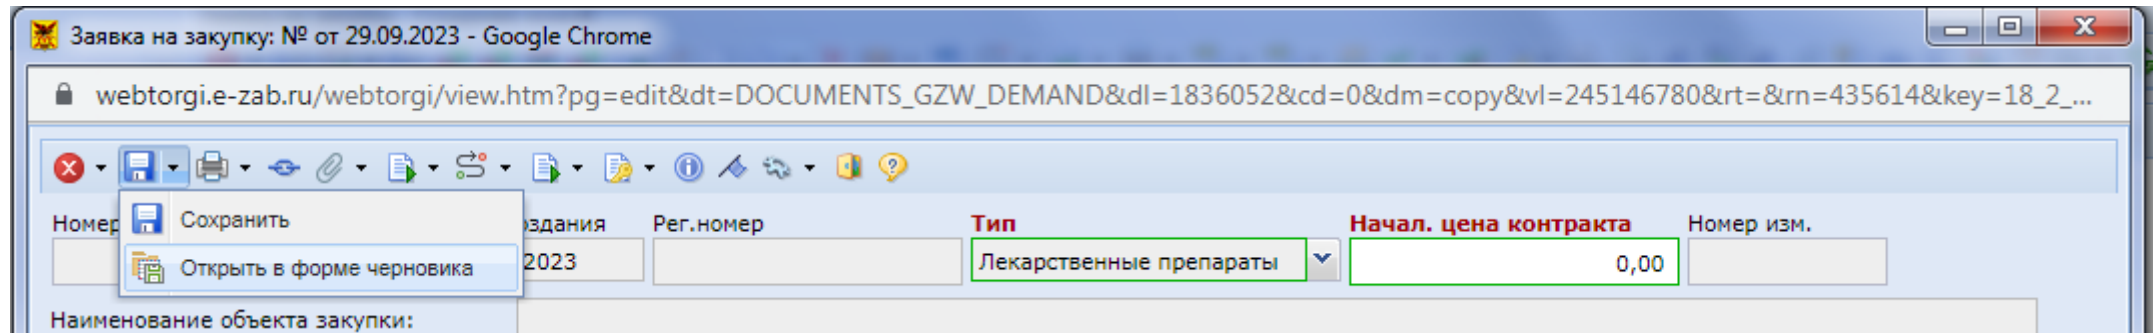 Заявка на закупку: № от 29.09.2023 - Google Chrome
webtorgi.e-zab.ru/webtorgi/view.htm?pg=edit&dt=DOCUMENTS_GZW_DEMAND&dl=1836052&cd=0&dm=copy&vl=245146780&rt=&rn=435614&key=18_2_...
Сохранить
Открыть в форме черновика
Номер оздания Рег.номер Тип Начал. цена контракта Номер изм.
2023 Лекарственные препараты 0,00
Наименование объекта закупки: